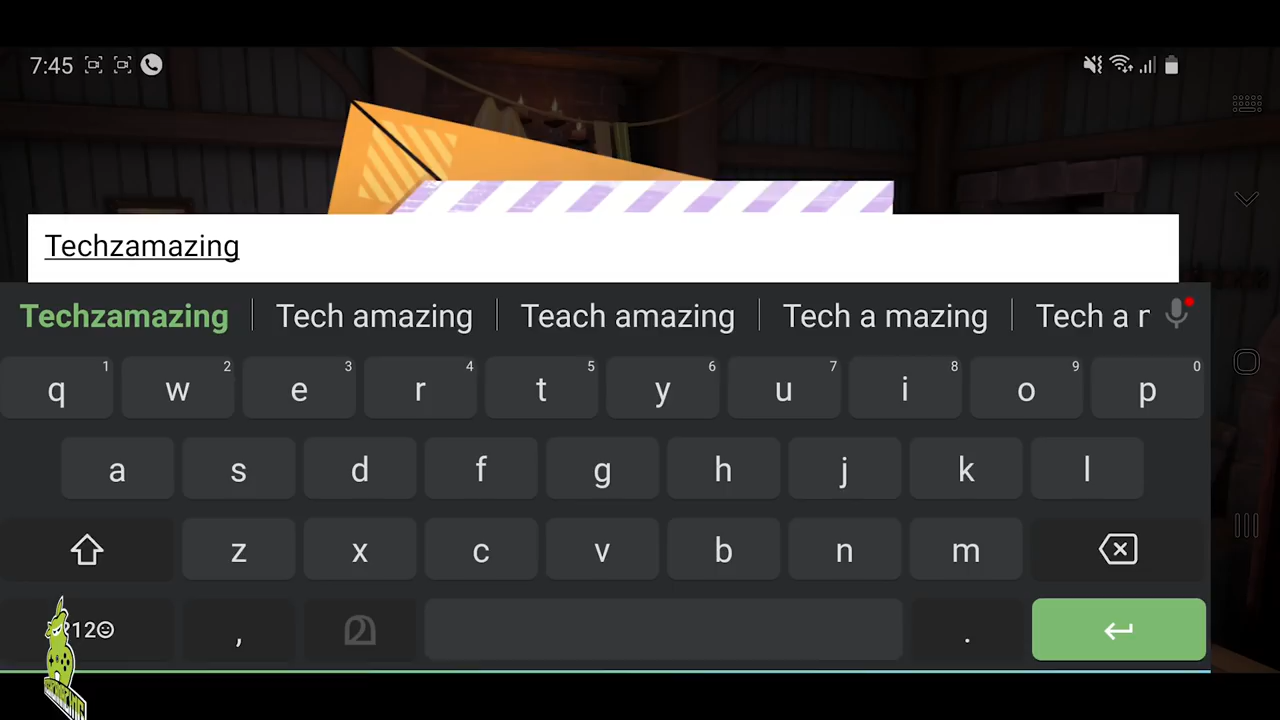 7:45
Techzamazing
Techzamazing Tech amazing Teach amazing Tech a mazing
q 1 w 2 e 3 r 4 t 5 y 6 u 7 i 8 o 9 p 0
a s d f g h j k l
z x c v b n m
12 , മ .